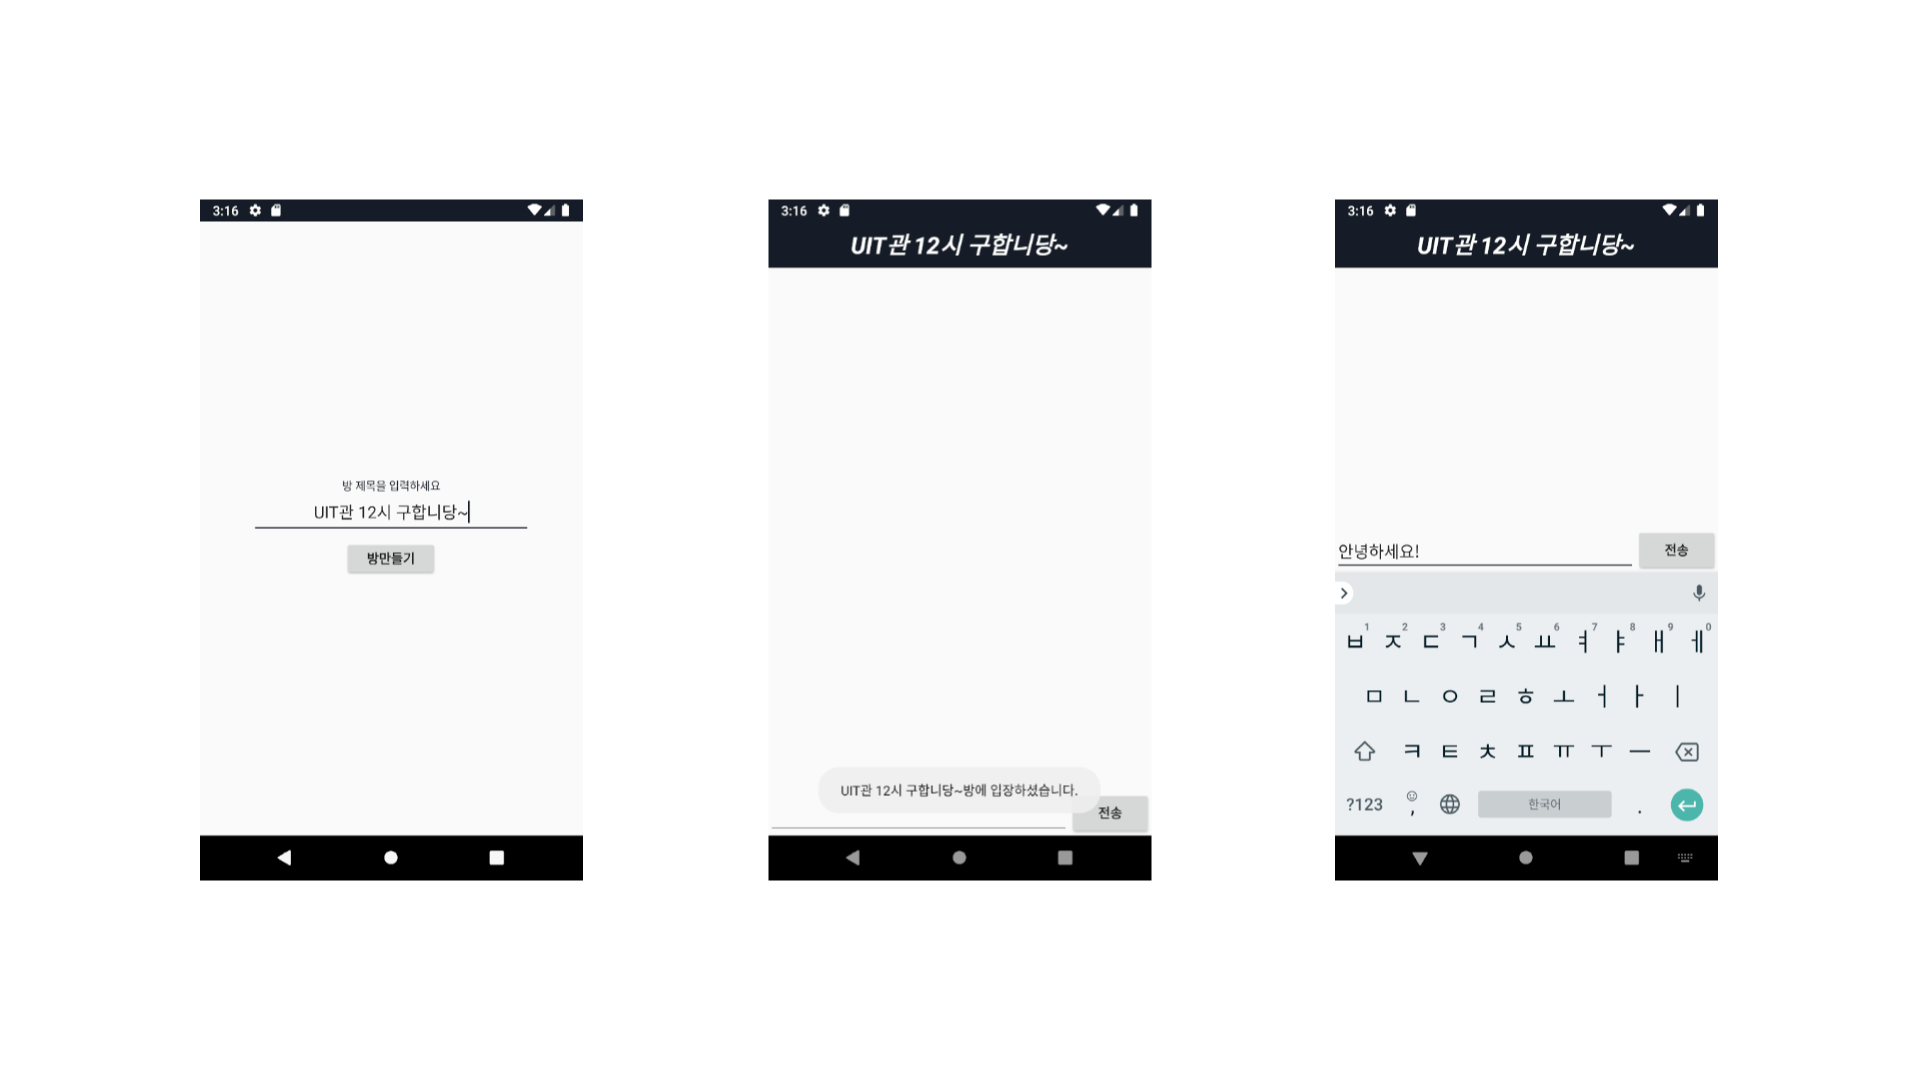 3:16
방 제목을 입력하세요
UIT관 12시 구합니당~
방만들기
3:16
UIT관 12시 구합니당~
UIT관 12시 구합니당~방에 입장하셨습니다.
전송
3:16
UIT관 12시 구합니당~
안녕하세요!
전송
1 2 3 4 5 6 7 8 9 0
ㅂ ㅈ ㄷ ㄱ ㅅ ㅛ ㅕ ㅑ ㅐ ㅔ
ㅁ ㄴ ㅇ ㄹ ㅎ ㅗ ㅓ ㅏ ㅣ
ㅋ ㅌ ㅊ ㅍ ㅠ ㅜ ㅡ
?123 , 한국어 .